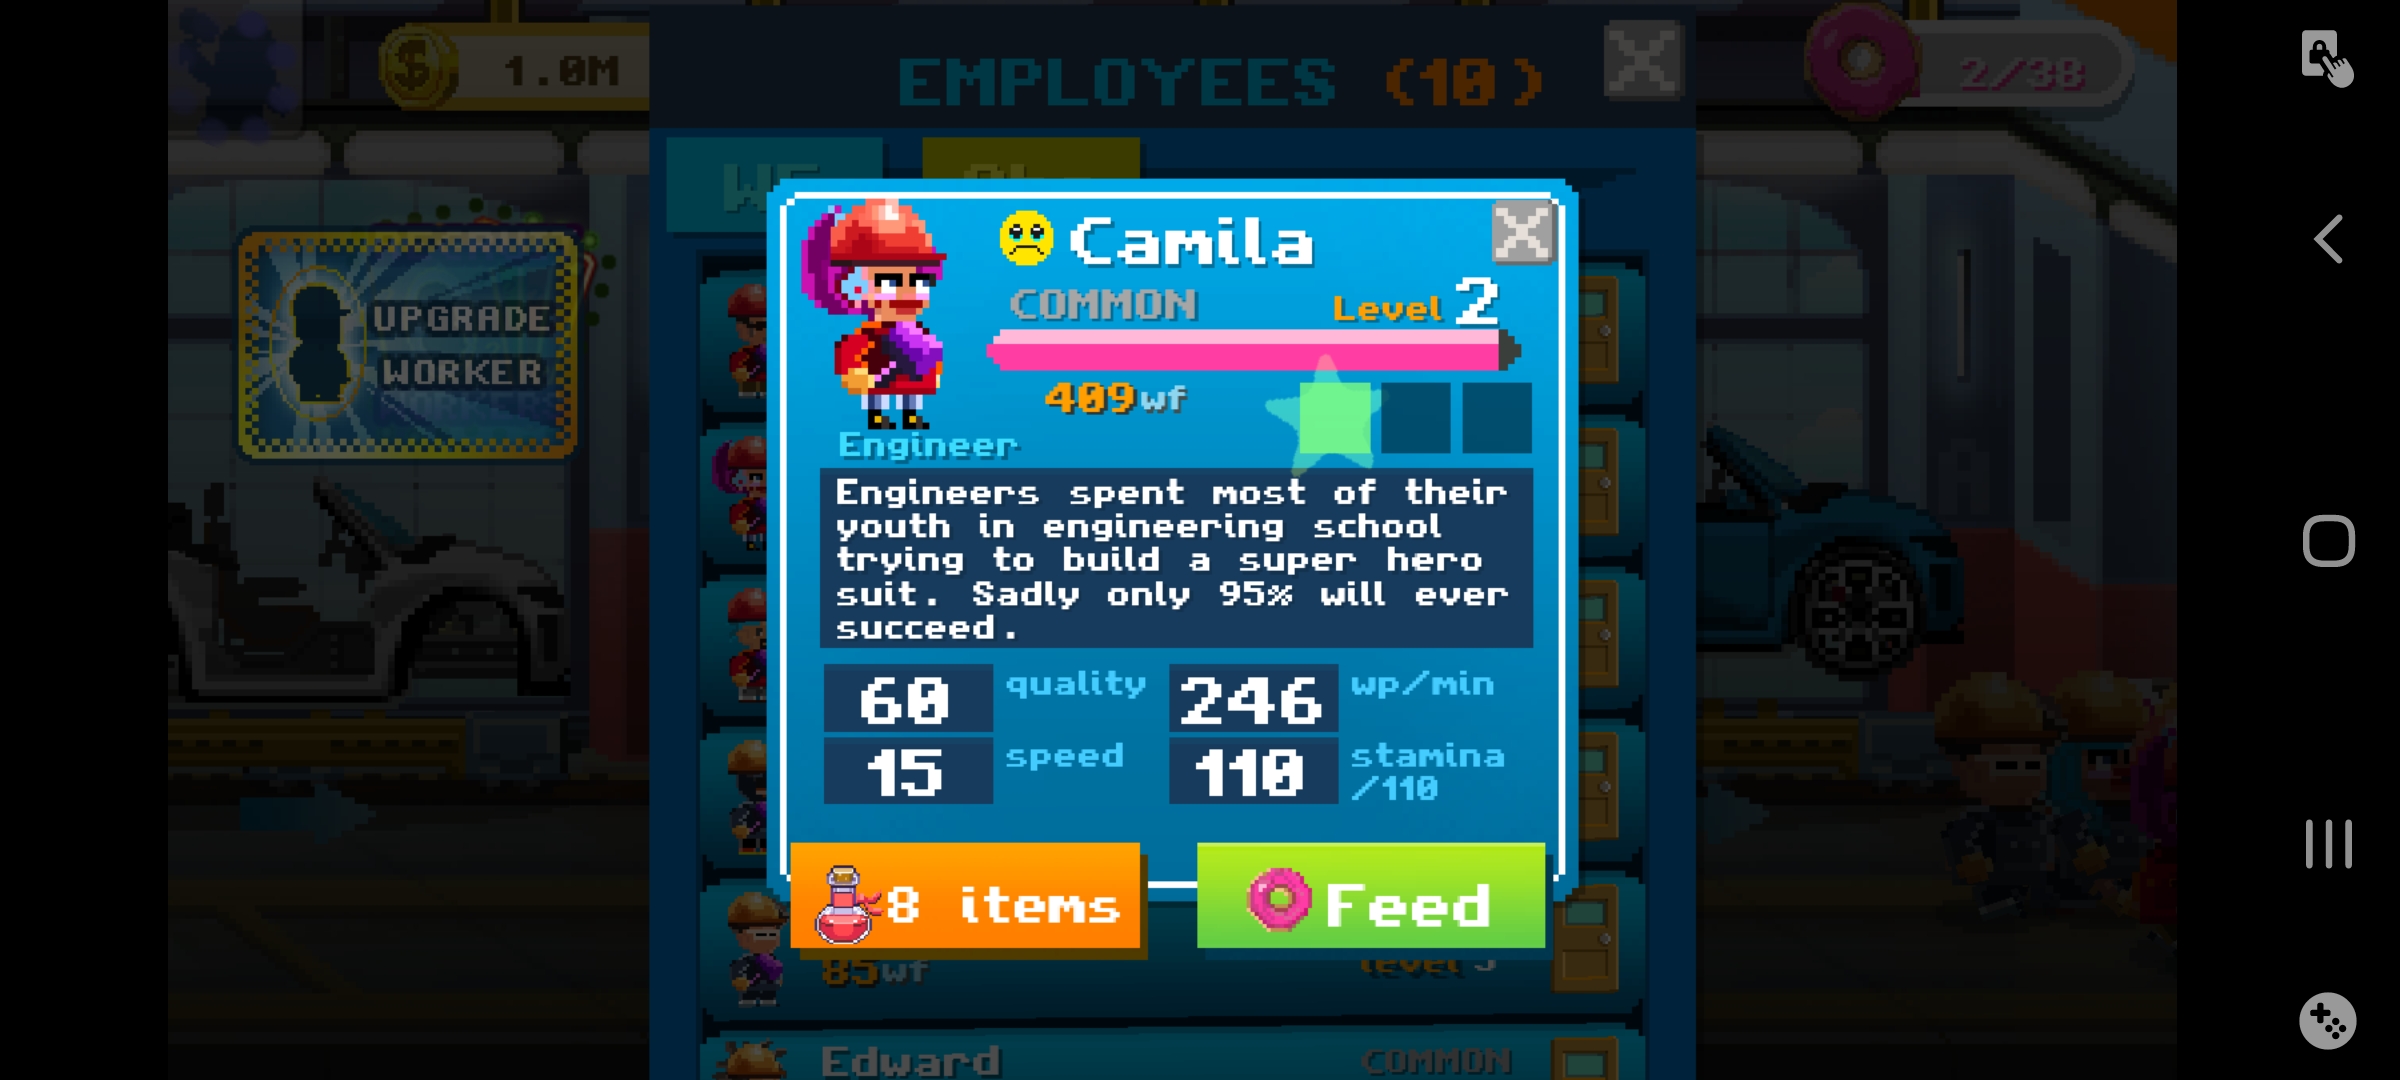 1.0M
EMPLOYEES (10)
2/38
UPGRADE
WORKER
Camila
COMMON
Level 2
409wf
Engineer
Engineers spent most of their
youth in engineering school
trying to build a super hero
suit. Sadly only 95% will ever
succeed.
60 quality
246 wp/min
15 speed
110 stamina
/110
8 items
Feed
85wf
Edward
COMMON